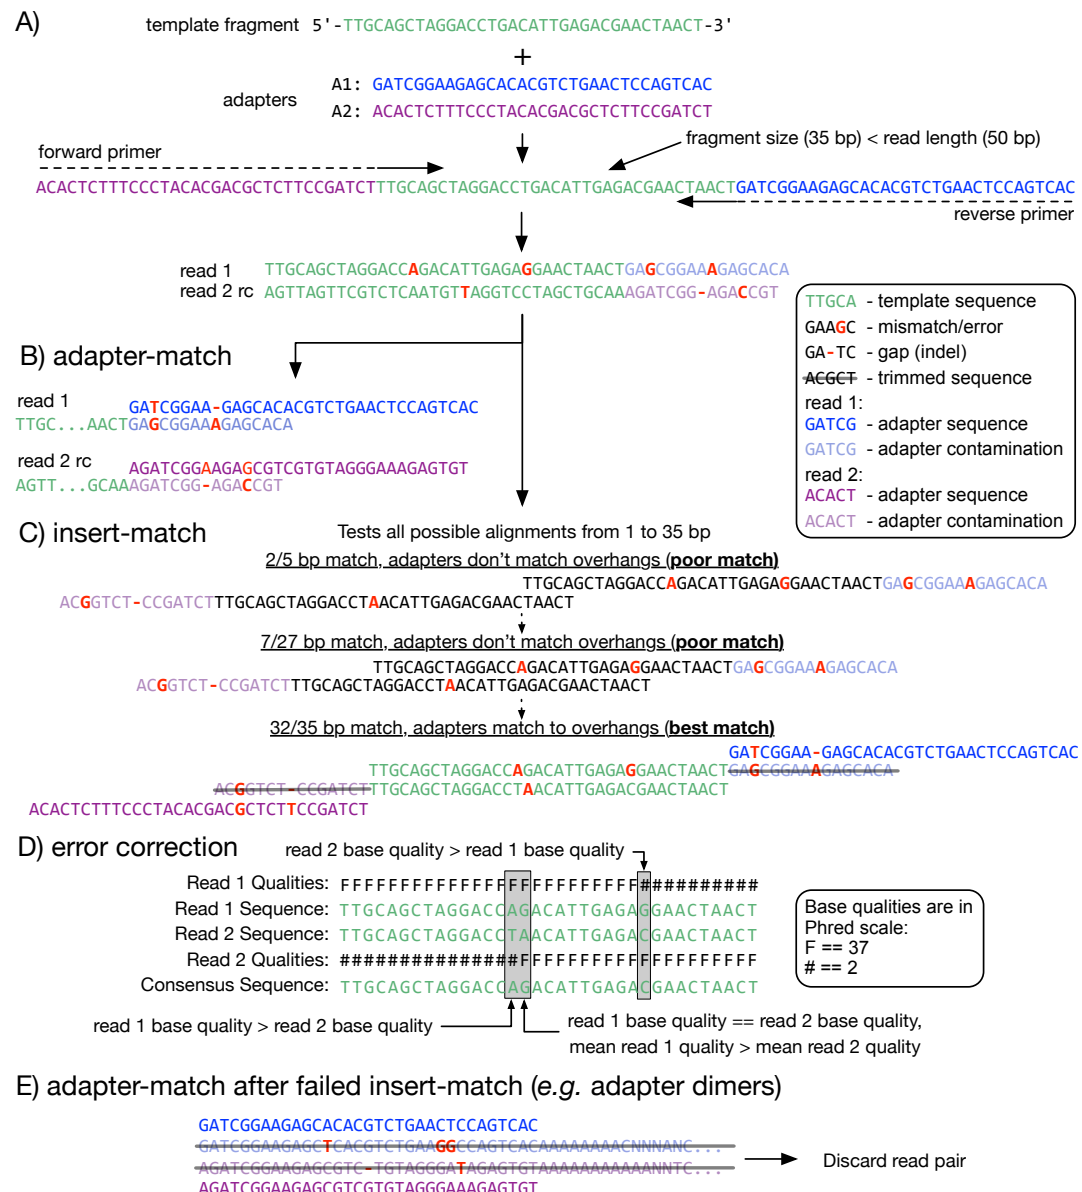 A)
template fragment 5'-TTGCAGCTAGGACCTGACATTGAGACGAACTAACT-3'
+
adapters
A1: GATCGGAAGAGCACACGTCTGAACTCCAGTCAC
A2: ACACTCTTTCCCTACACGACGCTCTTCCGATCT
fragment size (35 bp) < read length (50 bp)
forward primer
ACACTCTTTCCCTACACGACGCTCTTCCGATCTTTGCAGCTAGGACCTGACATTGAGACGAACTAACTGATCGGAAGAGCACACGTCTGAACTCCAGTCAC
reverse primer
read 1 TTGCAGCTAGGACCAGACATTGAGAGGAACTAACTGAGCGGAAAGAGCACA
read 2 rc AGTTAGTTCGTCTCAATGTTAGGTCCTAGCTGCAAAGATCGG-AGACCGT
TTGCA - template sequence
GAAGC - mismatch/error
GA-TC - gap (indel)
ACGCT - trimmed sequence
read 1:
GATCG - adapter sequence
GATCG - adapter contamination
read 2:
ACACT - adapter sequence
ACACT - adapter contamination
B) adapter-match
read 1
GATCGGAA-GAGCACACGTCTGAACTCCAGTCAC
TTGC...AACTGAGCGGAAAGAGCACA
read 2 rc
AGATCGGAAGAGCGTCGTGTAGGGAAAGAGTGT
AGTT...GCAAAGATCGG-AGACCGT
C) insert-match
Tests all possible alignments from 1 to 35 bp
2/5 bp match, adapters don't match overhangs (poor match)
TTGCAGCTAGGACCAGACATTGAGAGGAACTAACTGAGCGGAAAGAGCACA
ACGGTCT-CCGATCTTTGCAGCTAGGACCTAACATTGAGACGAACTAACT
7/27 bp match, adapters don't match overhangs (poor match)
TTGCAGCTAGGACCAGACATTGAGAGGAACTAACTGAGCGGAAAGAGCACA
ACGGTCT-CCGATCTTTGCAGCTAGGACCTAACATTGAGACGAACTAACT
32/35 bp match, adapters match to overhangs (best match)
GATCGGAA-GAGCACACGTCTGAACTCCAGTCAC
TTGCAGCTAGGACCAGACATTGAGAGGAACTAACTGAGCGGAAAGAGCACA
ACGGTCT-CCGATCTTTGCAGCTAGGACCTAACATTGAGACGAACTAACT
ACACTCTTTCCCTACACGACGCTCTTCCGATCT
D) error correction
read 2 base quality > read 1 base quality
Read 1 Qualities: FFFFFFFFFFFFFFFFFFFFFFFFF##########
Read 1 Sequence: TTGCAGCTAGGACCAGACATTGAGAGGAACTAACT
Read 2 Sequence: TTGCAGCTAGGACCTAACATTGAGACGAACTAACT
Read 2 Qualities: ###############FFFFFFFFFFFFFFFFFFFF
Consensus Sequence: TTGCAGCTAGGACCAGACATTGAGACGAACTAACT
Base qualities are in
Phred scale:
F == 37
# == 2
read 1 base quality > read 2 base quality
read 1 base quality == read 2 base quality,
mean read 1 quality > mean read 2 quality
E) adapter-match after failed insert-match (e.g. adapter dimers)
GATCGGAAGAGCACACGTCTGAACTCCAGTCAC
GATCGGAAGAGCTCACGTCTGAAGGCCAGTCACAAAAAAAACNNNANC...
AGATCGGAAGAGCGTC-TGTAGGGATAGAGTGTAAAAAAAAAAAANNTC...
AGATCGGAAGAGCGTCGTGTAGGGAAAGAGTGT
Discard read pair